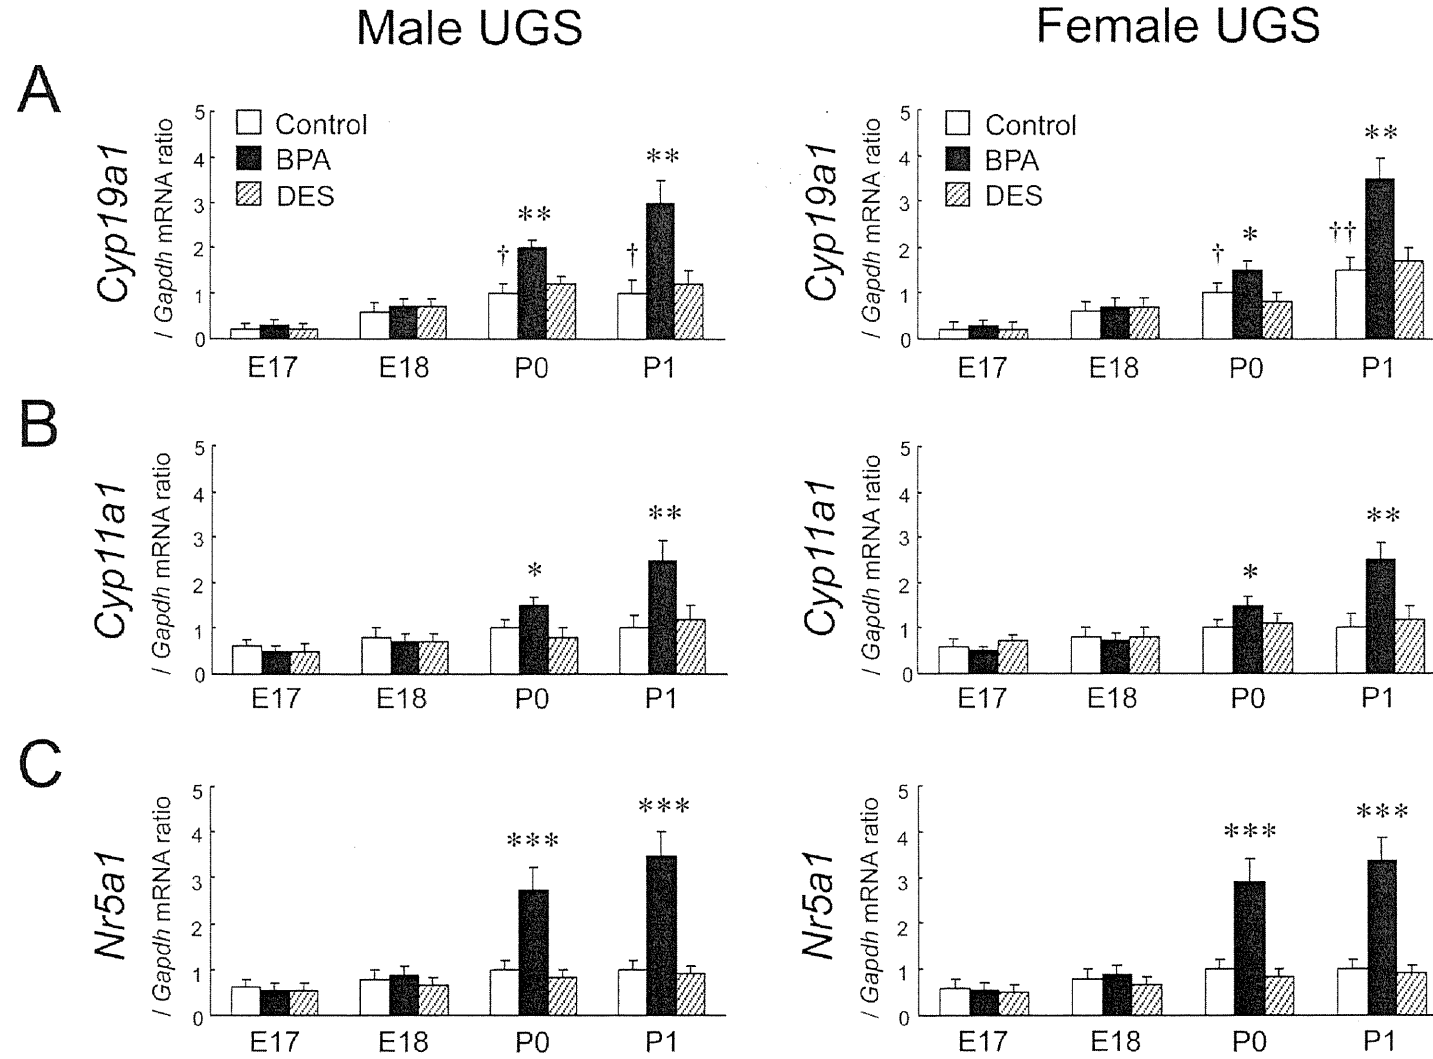 Male UGS Female UGS
A
Cyp19a1
/ Gapdh mRNA ratio
5
4
3
2
1
0
Control
BPA
DES
† ** † **
E17 E18 P0 P1
Cyp19a1
/ Gapdh mRNA ratio
5
4
3
2
1
0
Control
BPA
DES
† * †† **
E17 E18 P0 P1
B
Cyp11a1
/ Gapdh mRNA ratio
5
4
3
2
1
0
* **
E17 E18 P0 P1
Cyp11a1
/ Gapdh mRNA ratio
5
4
3
2
1
0
* **
E17 E18 P0 P1
C
Nr5a1
/ Gapdh mRNA ratio
5
4
3
2
1
0
*** ***
E17 E18 P0 P1
Nr5a1
/ Gapdh mRNA ratio
5
4
3
2
1
0
*** ***
E17 E18 P0 P1